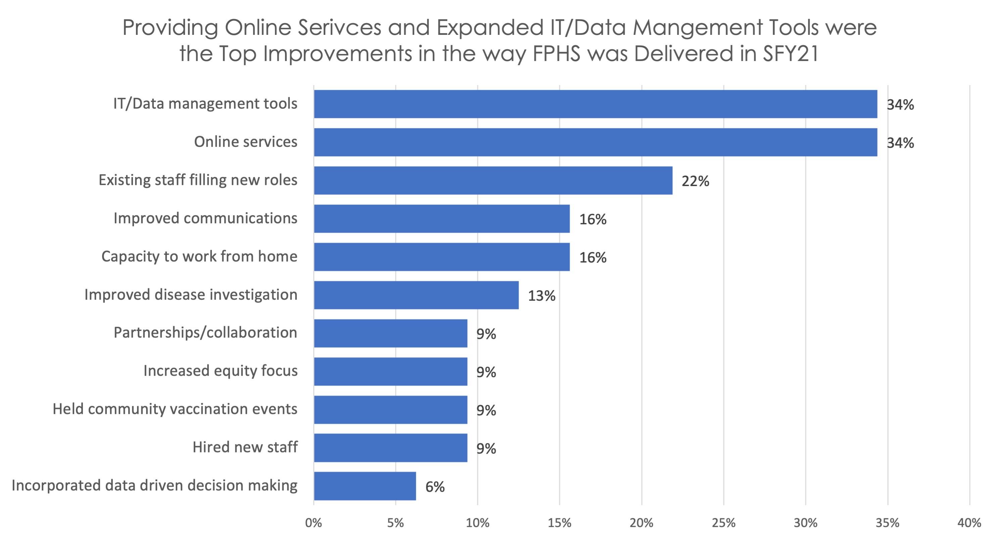 Providing Online Serivces and Expanded IT/Data Mangement Tools were
the Top Improvements in the way FPHS was Delivered in SFY21
IT/Data management tools 34%
Online services 34%
Existing staff filling new roles 22%
Improved communications 16%
Capacity to work from home 16%
Improved disease investigation 13%
Partnerships/collaboration 9%
Increased equity focus 9%
Held community vaccination events 9%
Hired new staff 9%
Incorporated data driven decision making 6%
0% 5% 10% 15% 20% 25% 30% 35% 40%